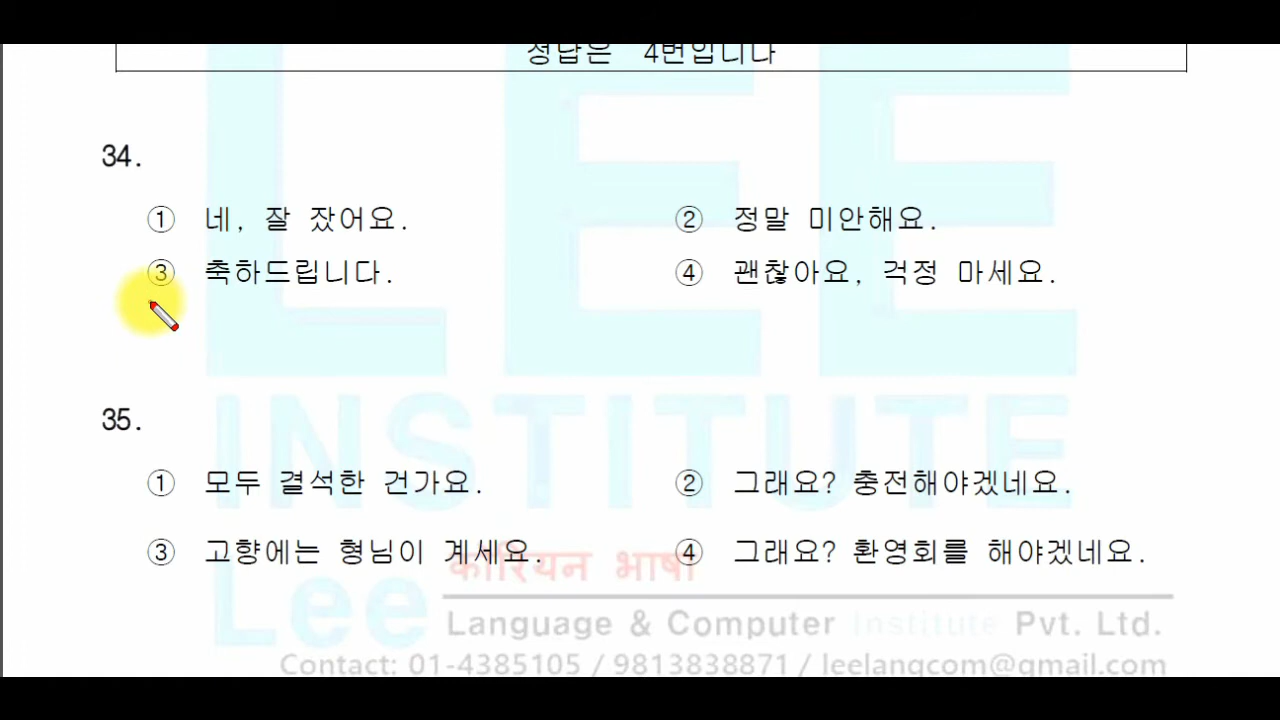 정답은 4번입니다
34.
① 네, 잘 잤어요.
② 정말 미안해요.
③ 축하드립니다.
④ 괜찮아요, 걱정 마세요.
35.
① 모두 결석한 건가요.
② 그래요? 충전해야겠네요.
③ 고향에는 형님이 계세요.
④ 그래요? 환영회를 해야겠네요.
LEE
INSTITUTE
Lee
कोरियन भाषा
Language & Computer Institute Pvt. Ltd.
Contact: 01-4385105 / 9813838871 / leelangcom@gmail.com